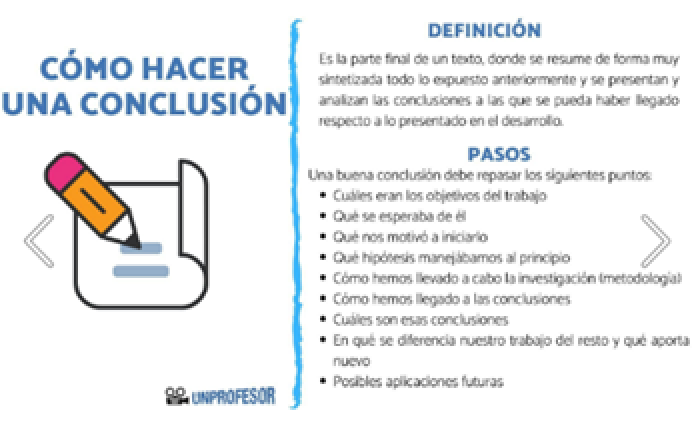 CÓMO HACER
UNA CONCLUSIÓN
UNPROFESOR
DEFINICIÓN
Es la parte final de un texto, donde se resume de forma muy
sintetizada todo lo expuesto anteriormente y se presentan y
analizan las conclusiones a las que se pueda haber llegado
respecto a lo presentado en el desarrollo.
PASOS
Una buena conclusión debe repasar los siguientes puntos:
• Cuáles eran los objetivos del trabajo
• Qué se esperaba de él
• Qué nos motivó a iniciarlo
• Qué hipótesis manejábamos al principio
• Cómo hemos llevado a cabo la investigación (metodología)
• Cómo hemos llegado a las conclusiones
• Cuáles son esas conclusiones
• En qué se diferencia nuestro trabajo del resto y qué aporta
nuevo
• Posibles aplicaciones futuras